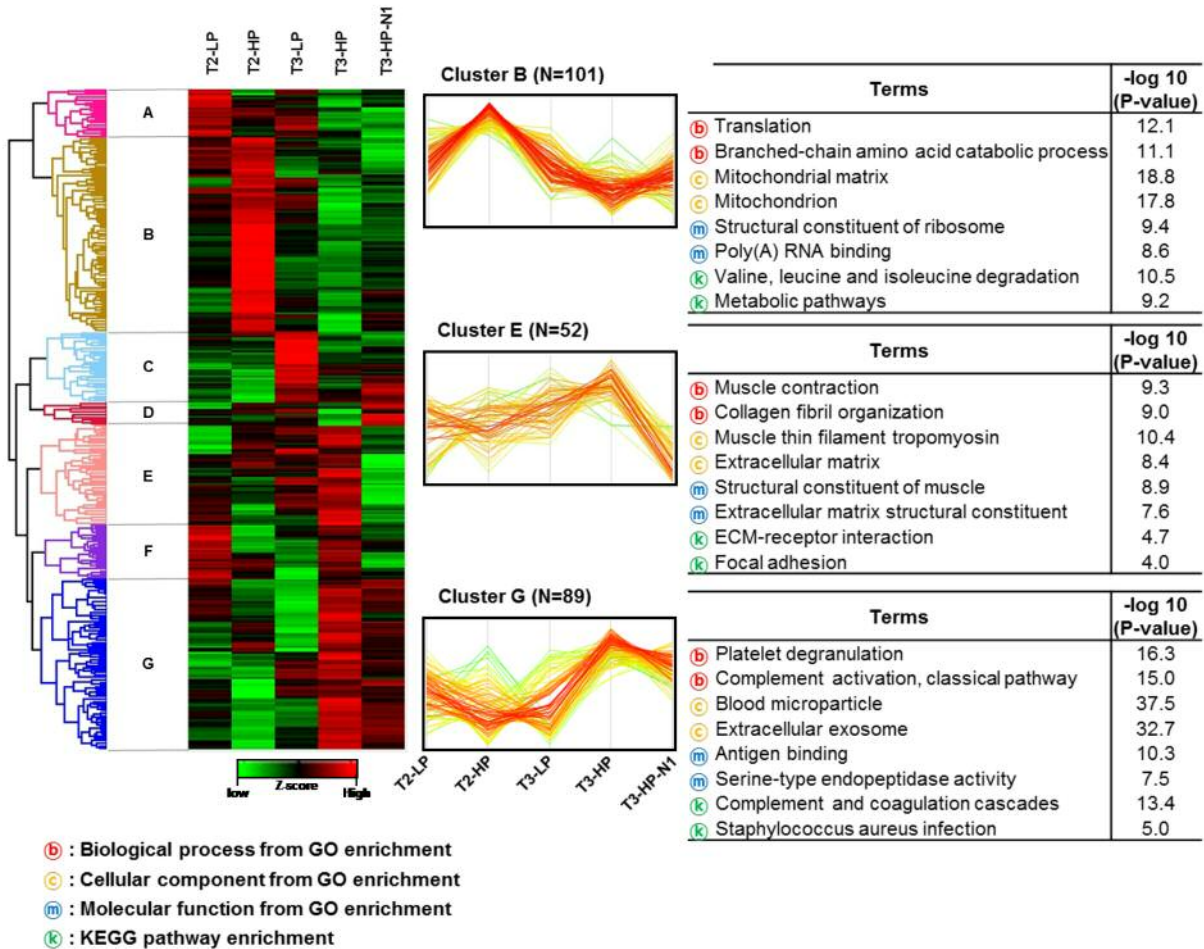 T2-LP
T2-HP
T3-LP
T3-HP
T3-HP-N1
A
B
C
D
E
F
G
low
Z-score
High
Cluster B (N=101)
Cluster E (N=52)
Cluster G (N=89)
T2-LP
T2-HP
T3-LP
T3-HP
T3-HP-N1
Terms
-log 10
(P-value)
b Translation 12.1
b Branched-chain amino acid catabolic process 11.1
c Mitochondrial matrix 18.8
c Mitochondrion 17.8
m Structural constituent of ribosome 9.4
m Poly(A) RNA binding 8.6
k Valine, leucine and isoleucine degradation 10.5
k Metabolic pathways 9.2
Terms
-log 10
(P-value)
b Muscle contraction 9.3
b Collagen fibril organization 9.0
c Muscle thin filament tropomyosin 10.4
c Extracellular matrix 8.4
m Structural constituent of muscle 8.9
m Extracellular matrix structural constituent 7.6
k ECM-receptor interaction 4.7
k Focal adhesion 4.0
Terms
-log 10
(P-value)
b Platelet degranulation 16.3
b Complement activation, classical pathway 15.0
c Blood microparticle 37.5
c Extracellular exosome 32.7
m Antigen binding 10.3
m Serine-type endopeptidase activity 7.5
k Complement and coagulation cascades 13.4
k Staphylococcus aureus infection 5.0
b : Biological process from GO enrichment
c : Cellular component from GO enrichment
m : Molecular function from GO enrichment
k : KEGG pathway enrichment